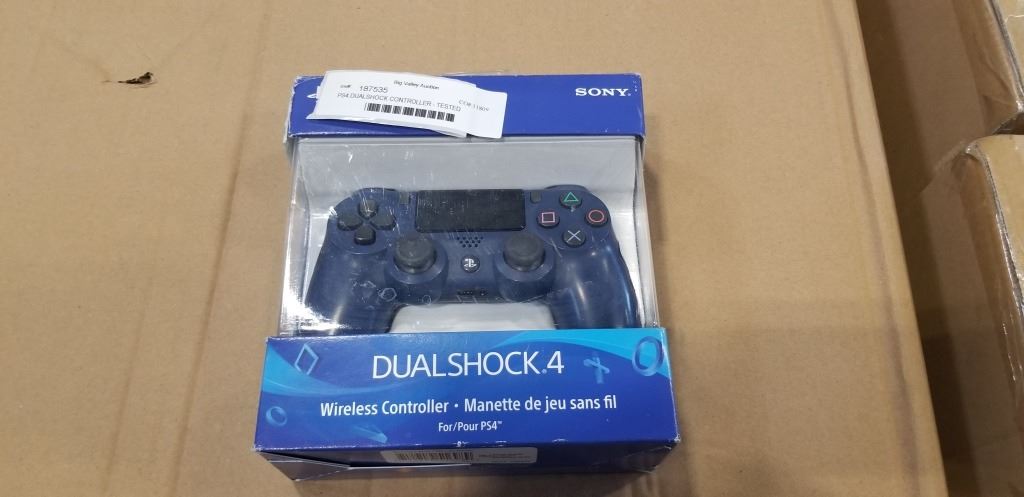 Big Valley Auction
187535
PS4 DUALSHOCK CONTROLLER - TESTED
SONY
DUALSHOCK.4
Wireless Controller • Manette de jeu sans fil
For/Pour PS4™